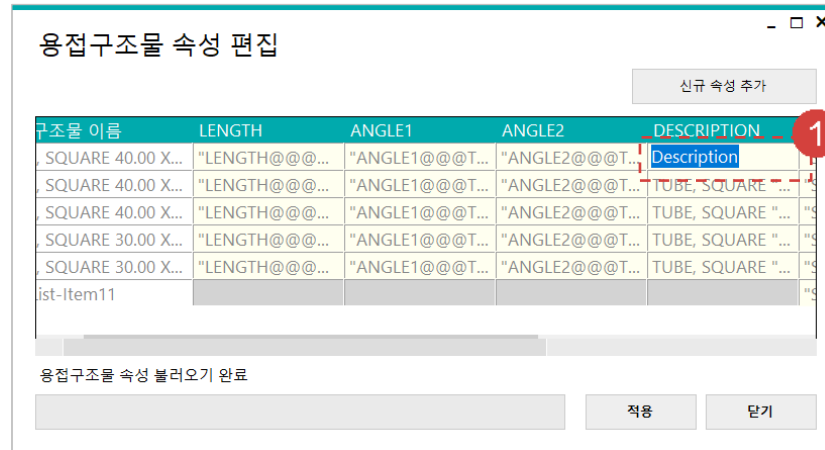 용접구조물 속성 편집
신규 속성 추가
구조물 이름 LENGTH ANGLE1 ANGLE2 DESCRIPTION 1
, SQUARE 40.00 X... "LENGTH@@@... "ANGLE1@@@T... "ANGLE2@@@T... Description
, SQUARE 40.00 X... "LENGTH@@@... "ANGLE1@@@T... "ANGLE2@@@T... TUBE, SQUARE "... "S
, SQUARE 40.00 X... "LENGTH@@@... "ANGLE1@@@T... "ANGLE2@@@T... TUBE, SQUARE "... "S
, SQUARE 30.00 X... "LENGTH@@@... "ANGLE1@@@T... "ANGLE2@@@T... TUBE, SQUARE "... "S
, SQUARE 30.00 X... "LENGTH@@@... "ANGLE1@@@T... "ANGLE2@@@T... TUBE, SQUARE "... "S
ist-Item11 "S
용접구조물 속성 불러오기 완료
적용 닫기